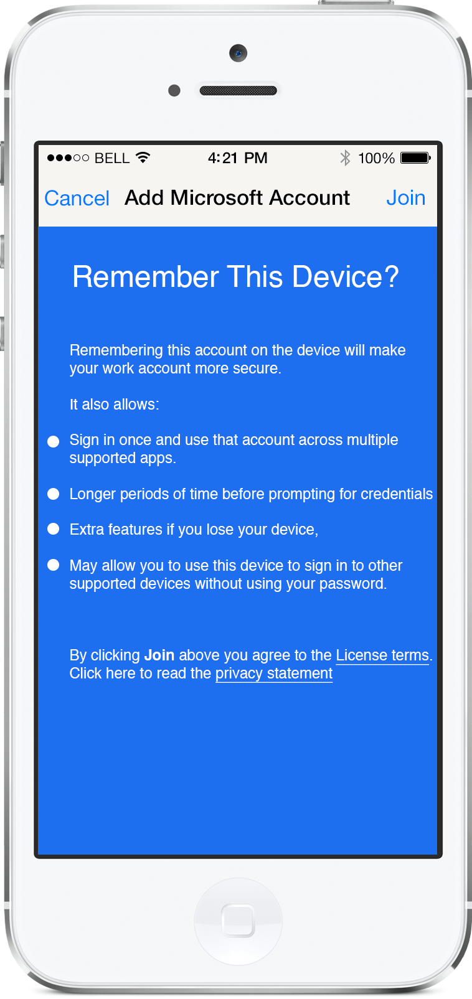 BELL 4:21 PM 100%
Cancel Add Microsoft Account Join
Remember This Device?
Remembering this account on the device will make
your work account more secure.
It also allows:
Sign in once and use that account across multiple
supported apps.
Longer periods of time before prompting for credentials
Extra features if you lose your device,
May allow you to use this device to sign in to other
supported devices without using your password.
By clicking Join above you agree to the License terms.
Click here to read the privacy statement